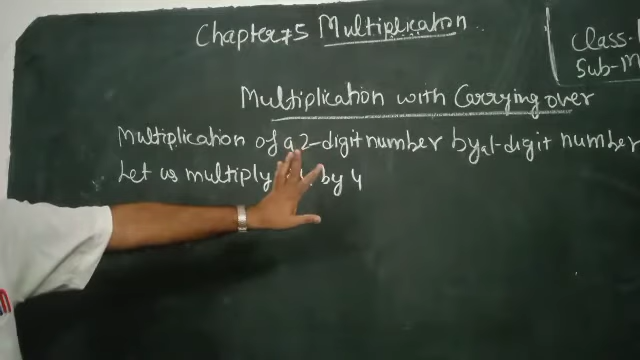 Chapter #5 Multiplication
Class-
Sub-M
Multiplication with Carrying over
Multiplication of a 2-digit number by a 1-digit number
Let us multiply by 4